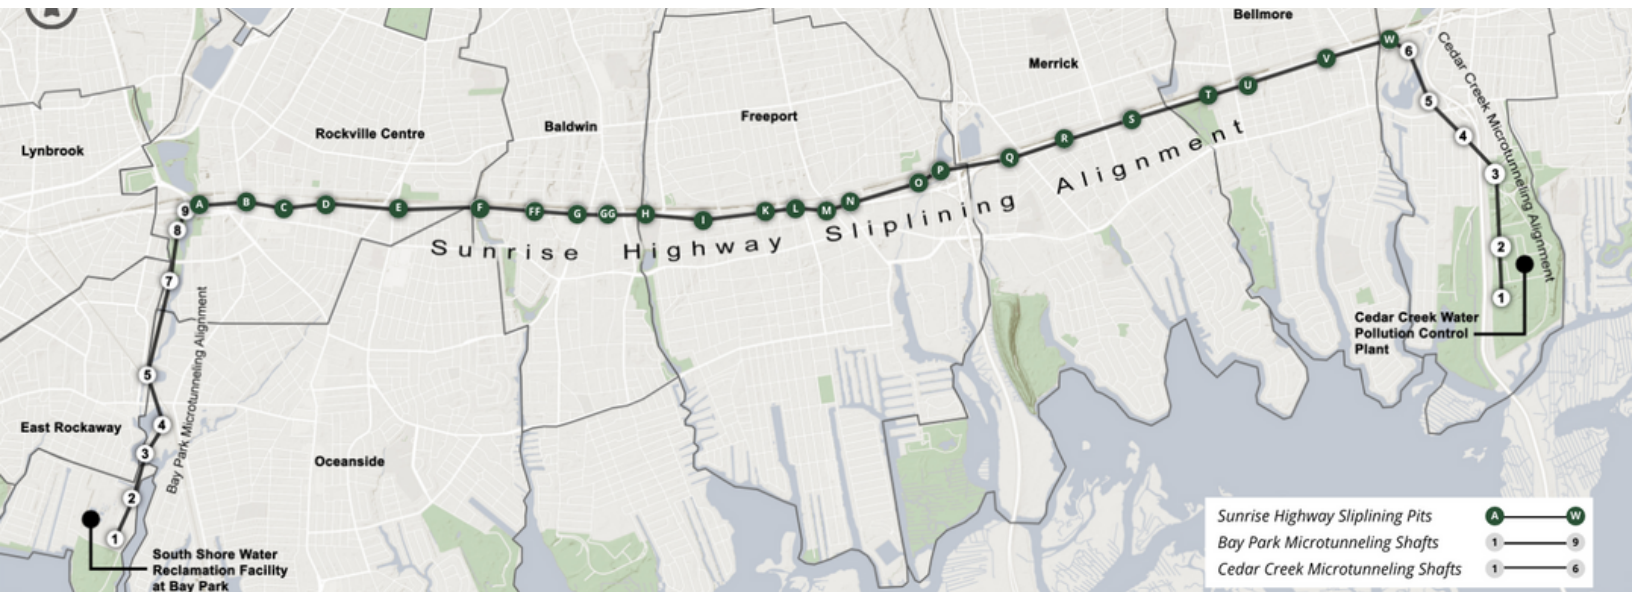 Bellmore
Merrick
Freeport
Baldwin
Rockville Centre
Lynbrook
W
V
U
T
S
R
Q
P
O
N
M
L
K
I
H
GG
G
FF
F
E
D
C
B
A
9
8
7
5
4
3
2
1
6
5
4
3
2
1
Sunrise Highway Sliplining Alignment
Cedar Creek Microtunneling Alignment
Bay Park Microtunneling Alignment
Cedar Creek Water
Pollution Control
Plant
East Rockaway
Oceanside
South Shore Water
Reclamation Facility
at Bay Park
Sunrise Highway Sliplining Pits A W
Bay Park Microtunneling Shafts 1 9
Cedar Creek Microtunneling Shafts 1 6